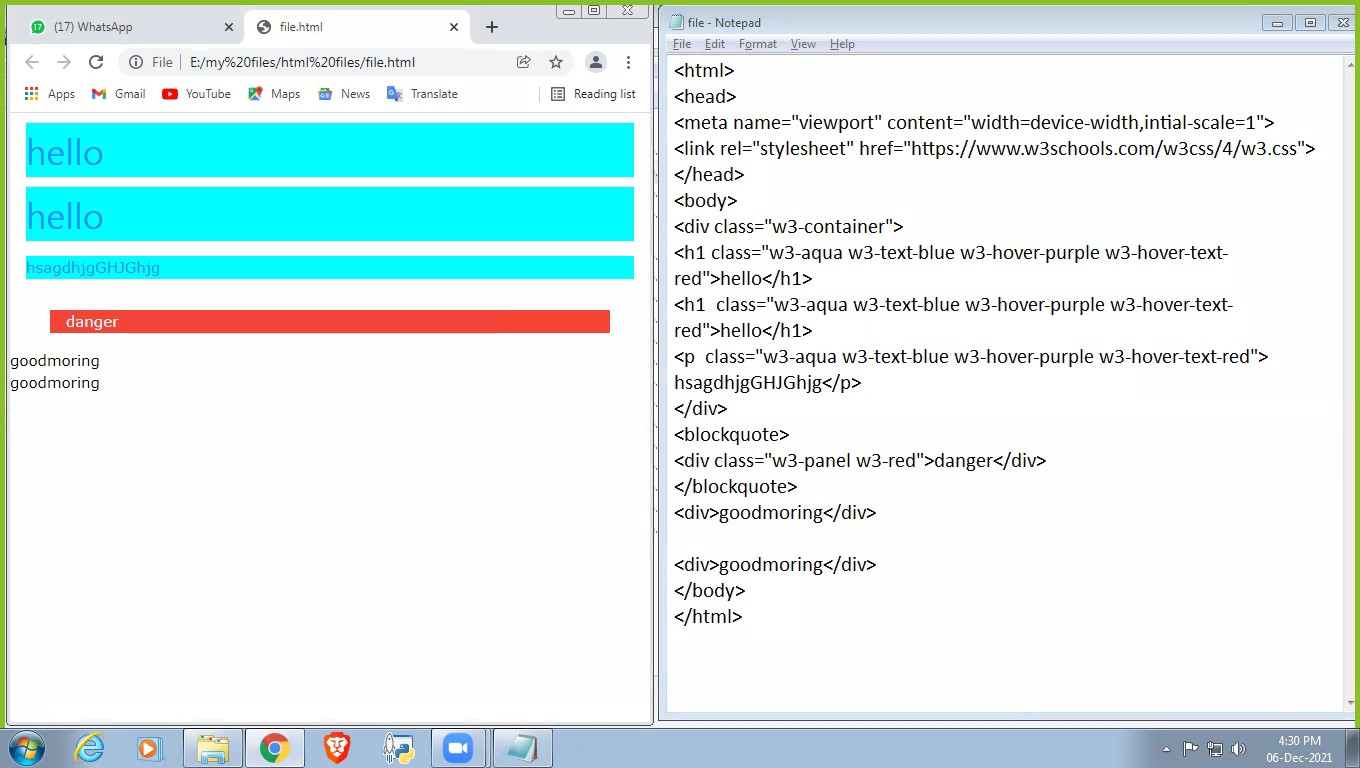 (17) WhatsApp
file.html
File
E:/my%20files/html%20files/file.html
Apps
Gmail
YouTube
Maps
News
Translate
Reading list
hello
hello
hsagdhjgGHJGhjg
danger
goodmoring
goodmoring
file - Notepad
File Edit Format View Help
<html>
<head>
<meta name="viewport" content="width=device-width,intial-scale=1">
<link rel="stylesheet" href="https://www.w3schools.com/w3css/4/w3.css">
</head>
<body>
<div class="w3-container">
<h1 class="w3-aqua w3-text-blue w3-hover-purple w3-hover-text-
red">hello</h1>
<h1  class="w3-aqua w3-text-blue w3-hover-purple w3-hover-text-
red">hello</h1>
<p  class="w3-aqua w3-text-blue w3-hover-purple w3-hover-text-red">
hsagdhjgGHJGhjg</p>
</div>
<blockquote>
<div class="w3-panel w3-red">danger</div>
</blockquote>
<div>goodmoring</div>
<div>goodmoring</div>
</body>
</html>
4:30 PM
06-Dec-2021